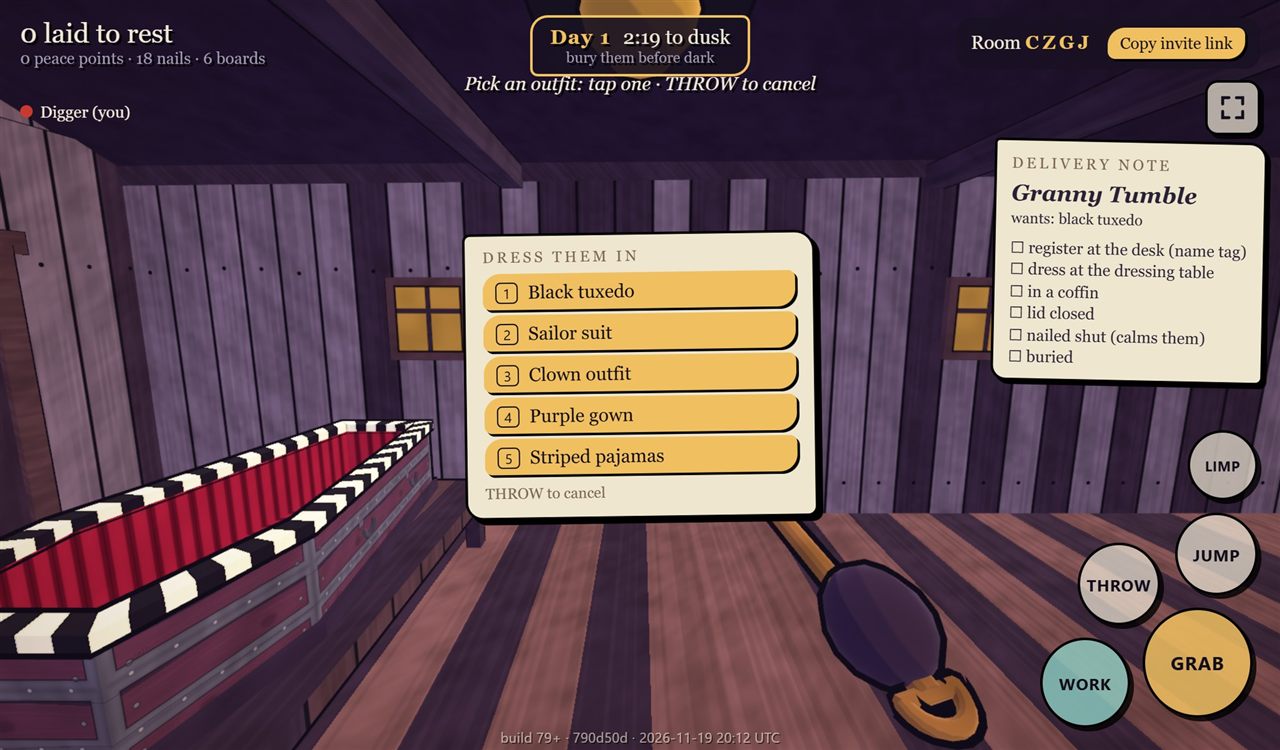 0 laid to rest
0 peace points · 18 nails · 6 boards
Digger (you)
Day 1 2:19 to dusk
bury them before dark
Pick an outfit: tap one · THROW to cancel
Room CZGJ
Copy invite link
DELIVERY NOTE
Granny Tumble
wants: black tuxedo
☐ register at the desk (name tag)
☐ dress at the dressing table
☐ in a coffin
☐ lid closed
☐ nailed shut (calms them)
☐ buried
DRESS THEM IN
1 Black tuxedo
2 Sailor suit
3 Clown outfit
4 Purple gown
5 Striped pajamas
THROW to cancel
LIMP
JUMP
THROW
GRAB
WORK
build 79+ · 790d50d · 2026-11-19 20:12 UTC